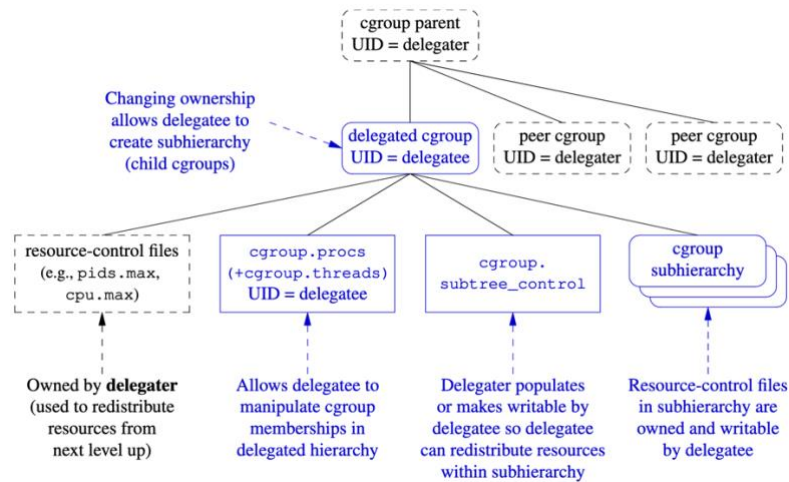 cgroup parent
UID = delegater
Changing ownership
allows delegatee to
create subhierarchy
(child cgroups)
delegated cgroup
UID = delegatee
peer cgroup
UID = delegater
peer cgroup
UID = delegater
resource-control files
(e.g., pids.max,
cpu.max)
cgroup.procs
(+cgroup.threads)
UID = delegatee
cgroup.
subtree_control
cgroup
subhierarchy
Owned by delegater
(used to redistribute
resources from
next level up)
Allows delegatee to
manipulate cgroup
memberships in
delegated hierarchy
Delegater populates
or makes writable by
delegatee so delegatee
can redistribute resources
within subhierarchy
Resource-control files
in subhierarchy are
owned and writable
by delegatee